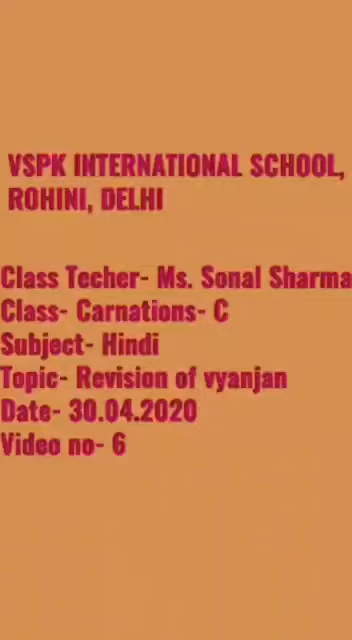 VSPK INTERNATIONAL SCHOOL,
ROHINI, DELHI
Class Techer- Ms. Sonal Sharma
Class- Carnations- C
Subject- Hindi
Topic- Revision of vyanjan
Date- 30.04.2020
Video no- 6